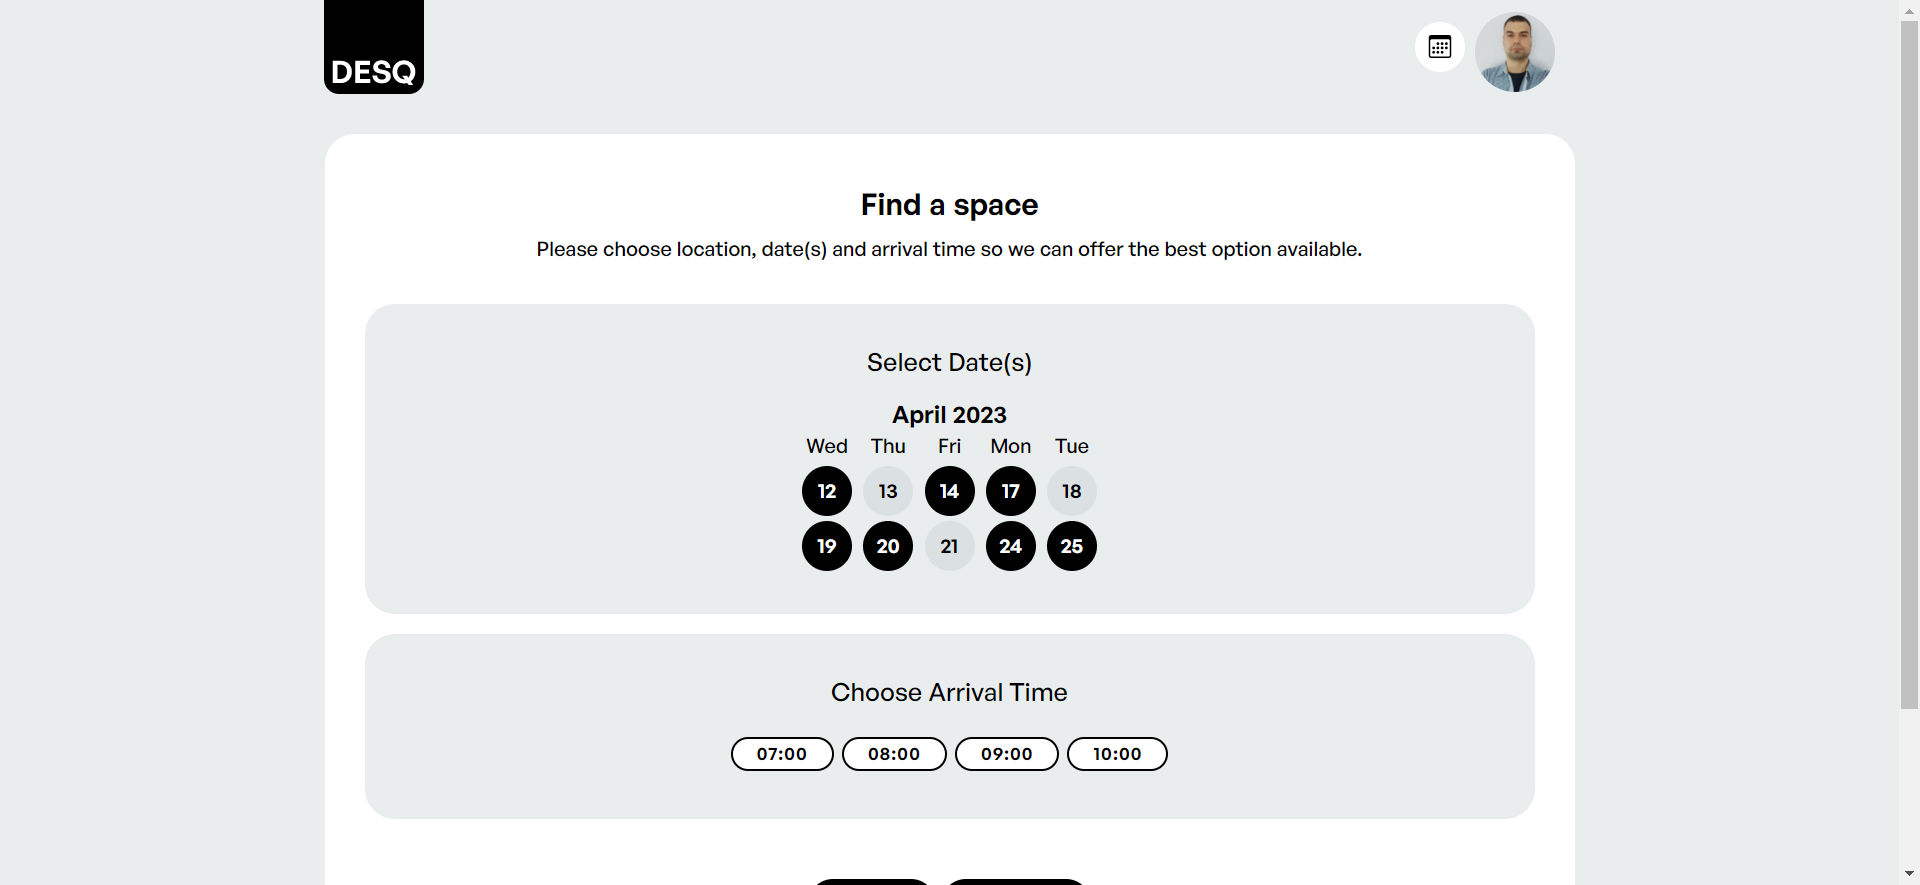 DESQ
Find a space
Please choose location, date(s) and arrival time so we can offer the best option available.
Select Date(s)
April 2023
Wed Thu Fri Mon Tue
12 13 14 17 18
19 20 21 24 25
Choose Arrival Time
07:00 08:00 09:00 10:00